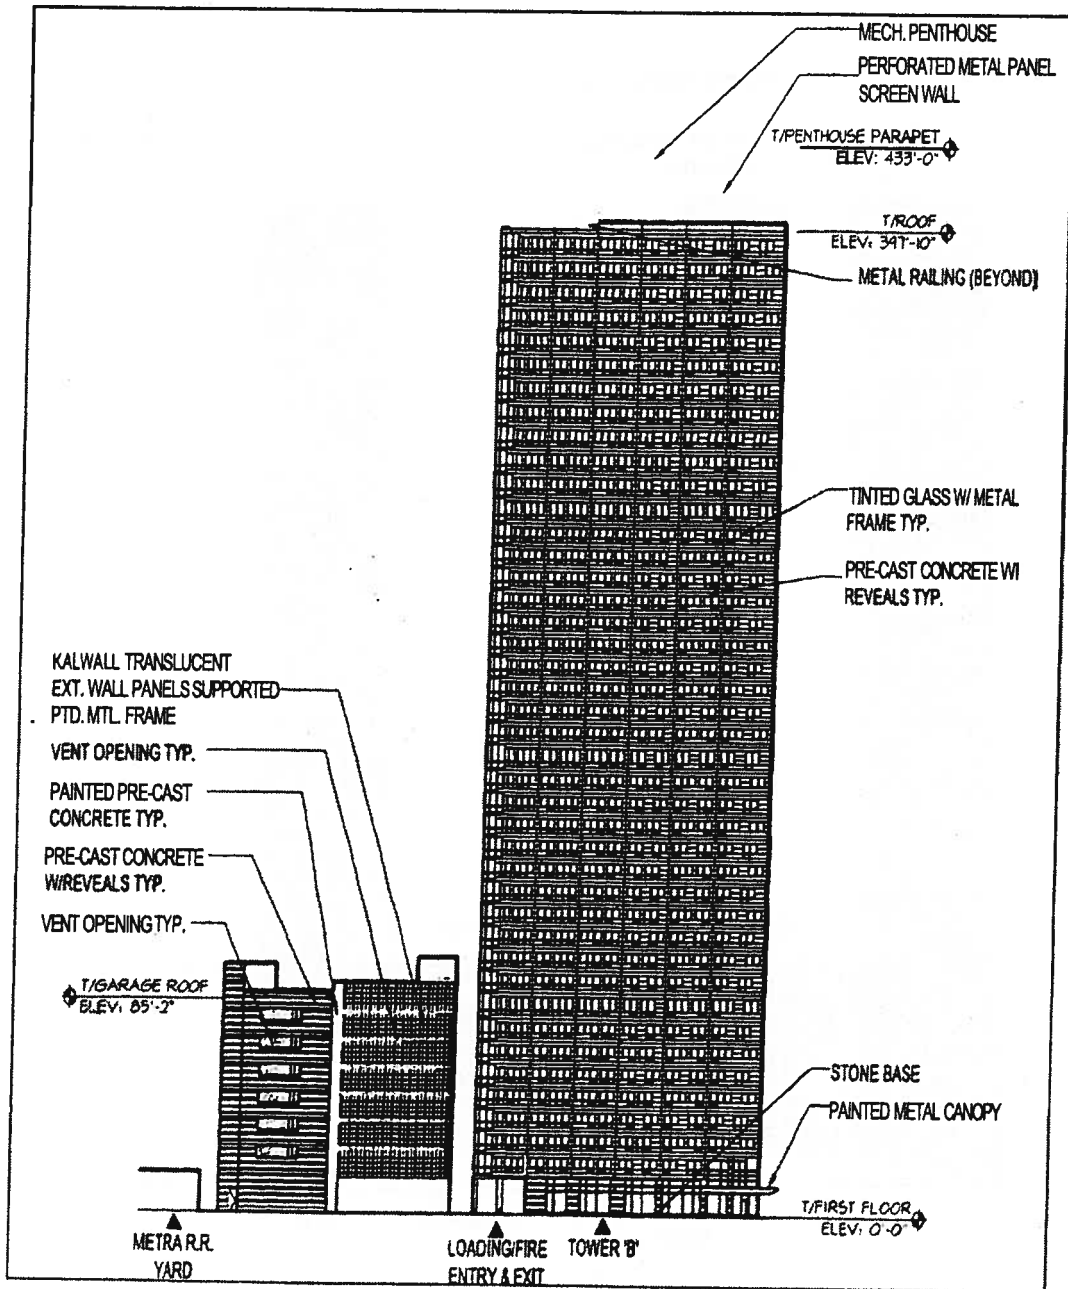 MECH. PENTHOUSE
PERFORATED METAL PANEL
SCREEN WALL
T/PENTHOUSE PARAPET
ELEV: 433'-0"
T/ROOF
ELEV: 397'-10"
METAL RAILING (BEYOND)
TINTED GLASS W/ METAL
FRAME TYP.
PRE-CAST CONCRETE W/
REVEALS TYP.
KALWALL TRANSLUCENT
EXT. WALL PANELS SUPPORTED
PTD. MTL. FRAME
VENT OPENING TYP.
PAINTED PRE-CAST
CONCRETE TYP.
PRE-CAST CONCRETE
W/REVEALS TYP.
VENT OPENING TYP.
T/GARAGE ROOF
ELEV: 85'-2"
STONE BASE
PAINTED METAL CANOPY
T/FIRST FLOOR
ELEV: 0'-0"
METRA R.R.
YARD
LOADING/FIRE
ENTRY & EXIT
TOWER 'B'